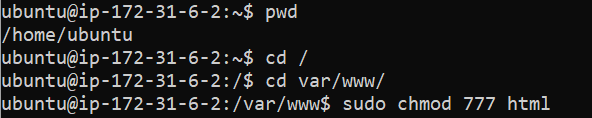 ubuntu@ip-172-31-6-2:~$ pwd
/home/ubuntu
ubuntu@ip-172-31-6-2:~$ cd /
ubuntu@ip-172-31-6-2:/$ cd var/www/
ubuntu@ip-172-31-6-2:/var/www$ sudo chmod 777 html